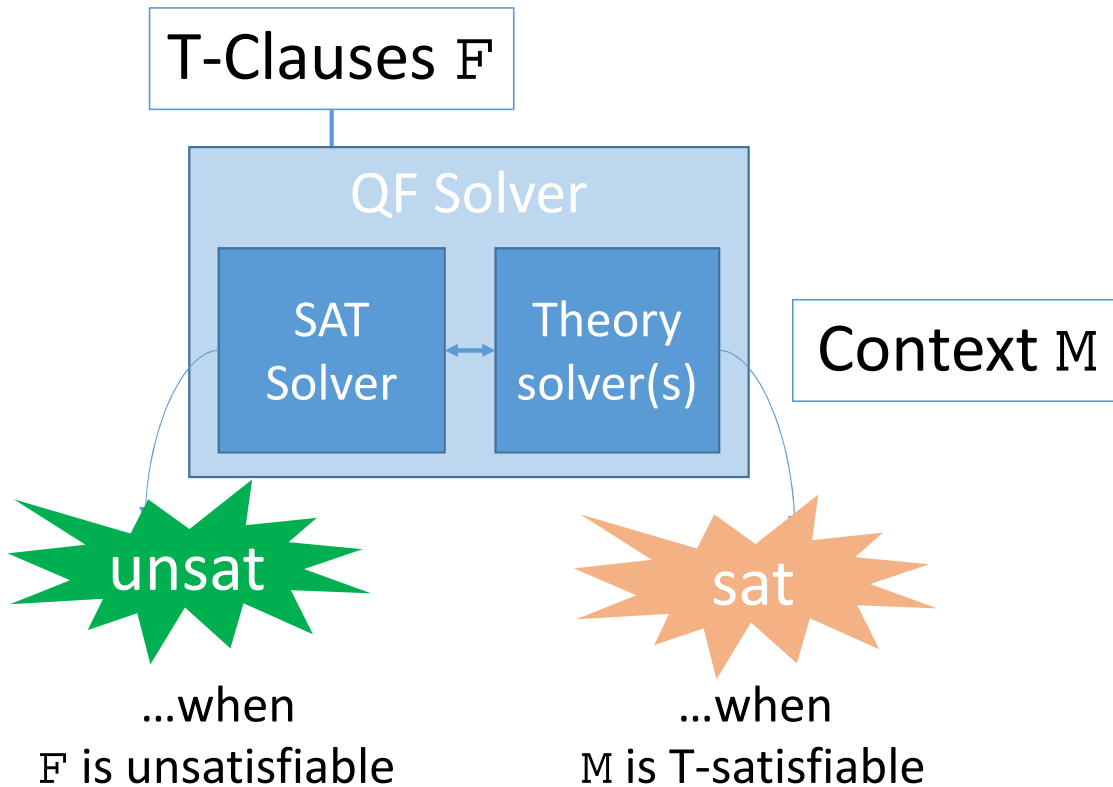 T-Clauses F
QF Solver
SAT
Solver
Theory
solver(s)
Context M
unsat
sat
…when
F is unsatisfiable
…when
M is T-satisfiable